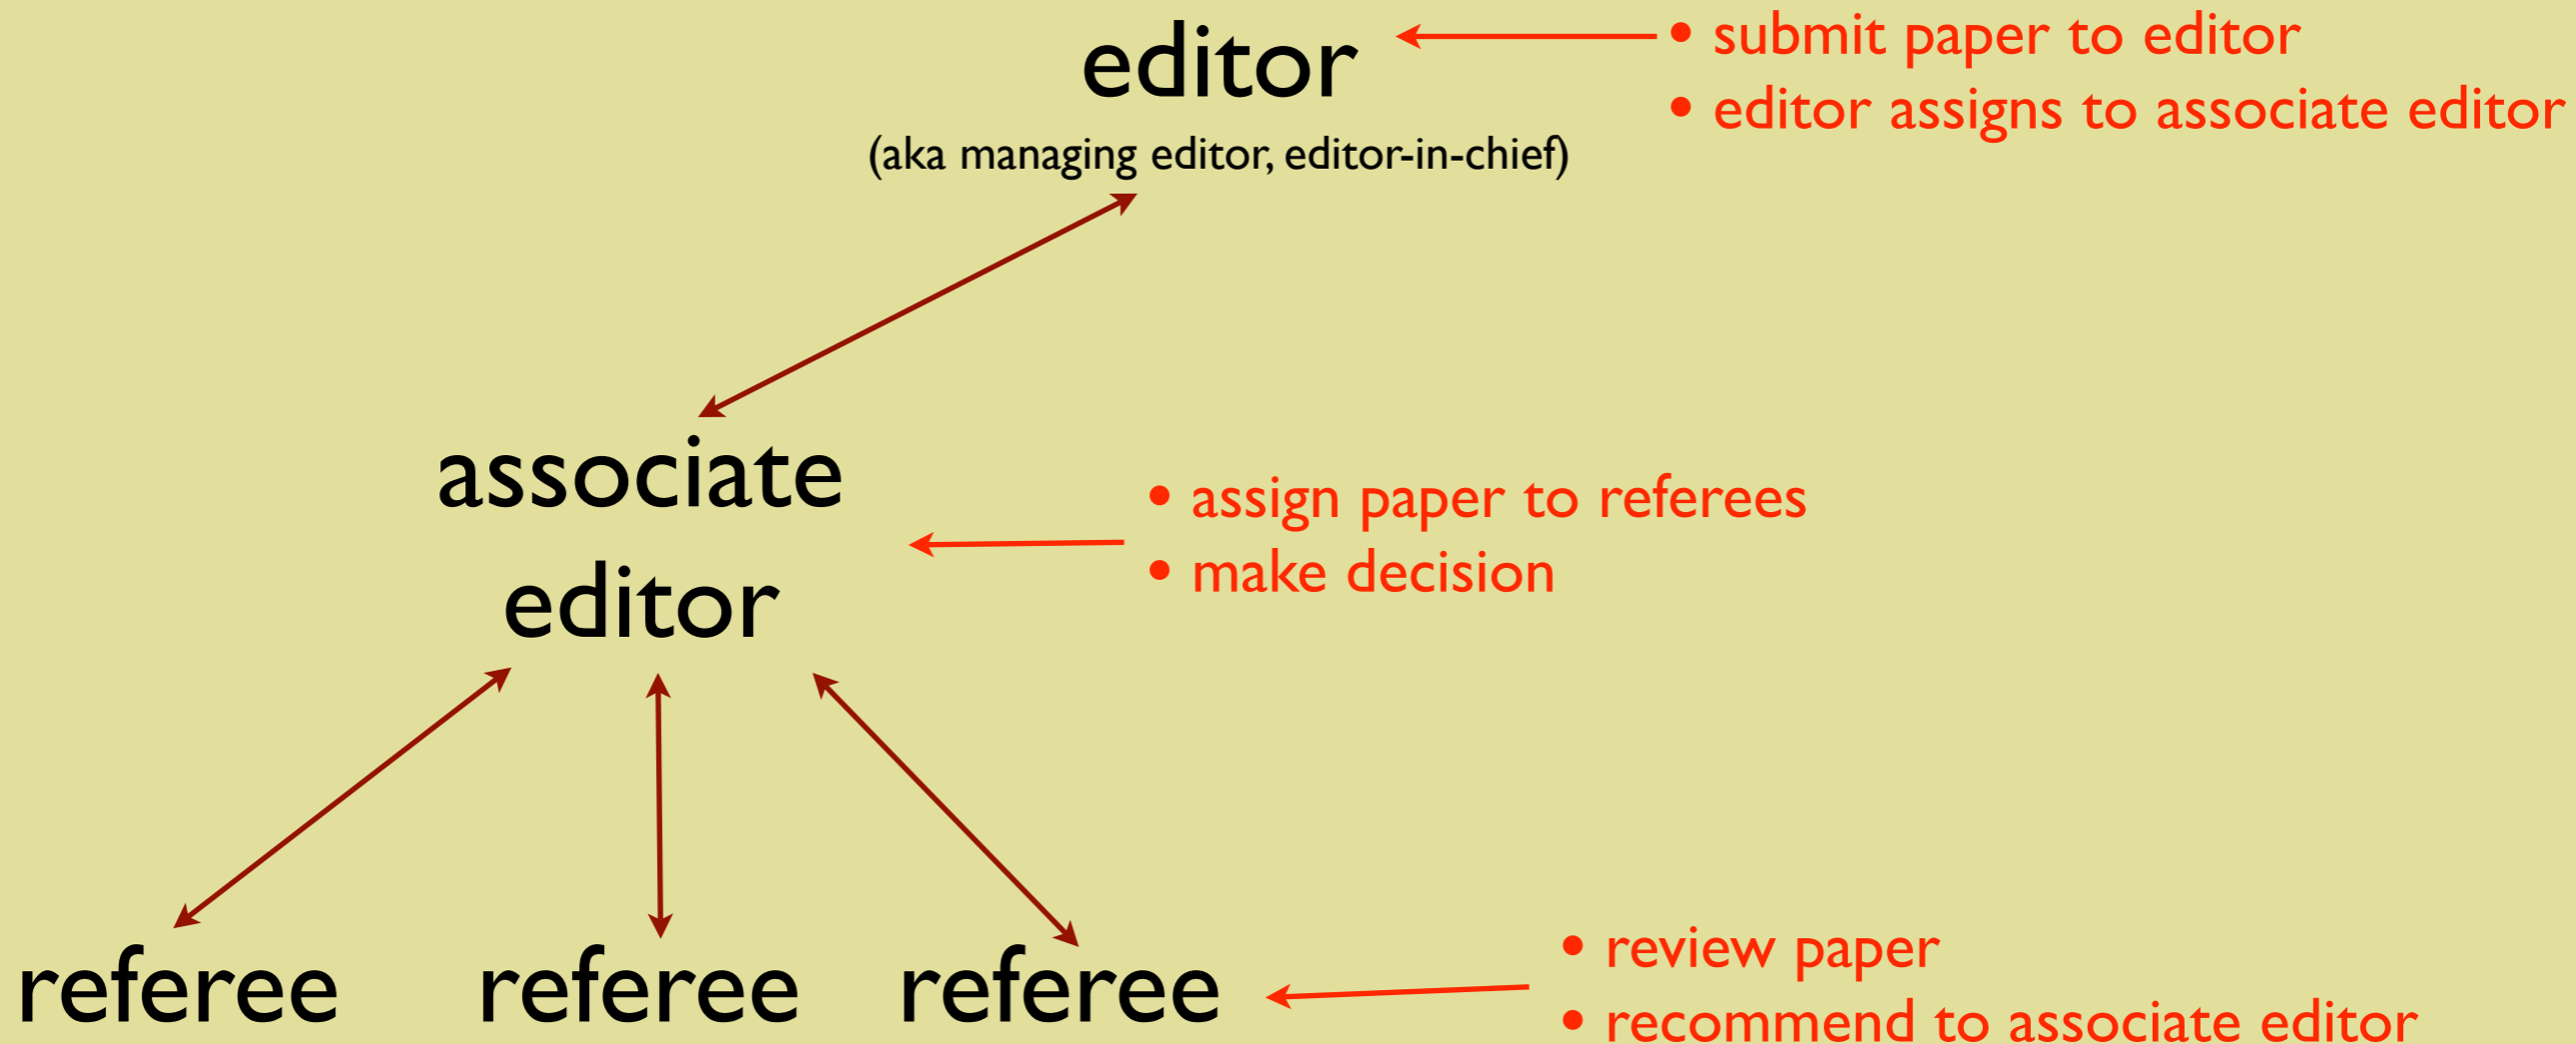 editor
• submit paper to editor
• editor assigns to associate editor
(aka managing editor, editor-in-chief)
associate
editor
• assign paper to referees
• make decision
referee
referee
referee
• review paper
• recommend to associate editor